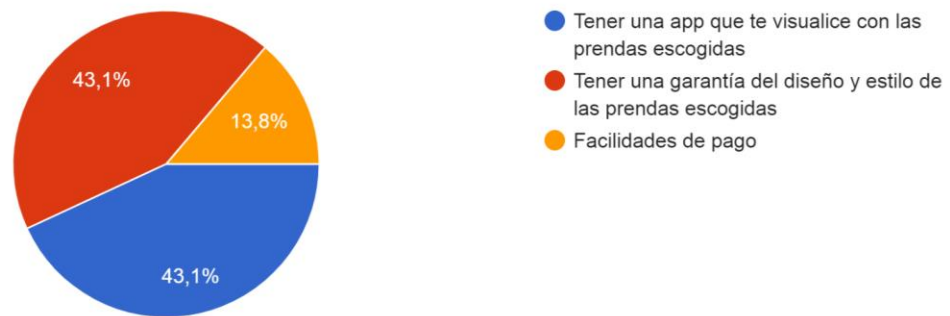 43,1%
13,8%
43,1%
Tener una app que te visualice con las
prendas escogidas
Tener una garantía del diseño y estilo de
las prendas escogidas
Facilidades de pago